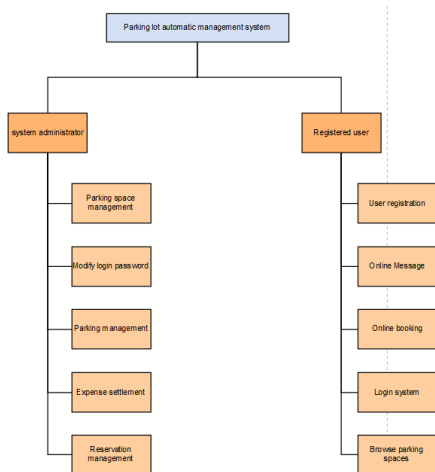 Parking lot automatic management system
system administrator
Registered user
Parking space
management
User registration
Modify login password
Online Message
Parking management
Online booking
Expense settlement
Login system
Reservation
management
Browse parking
spaces